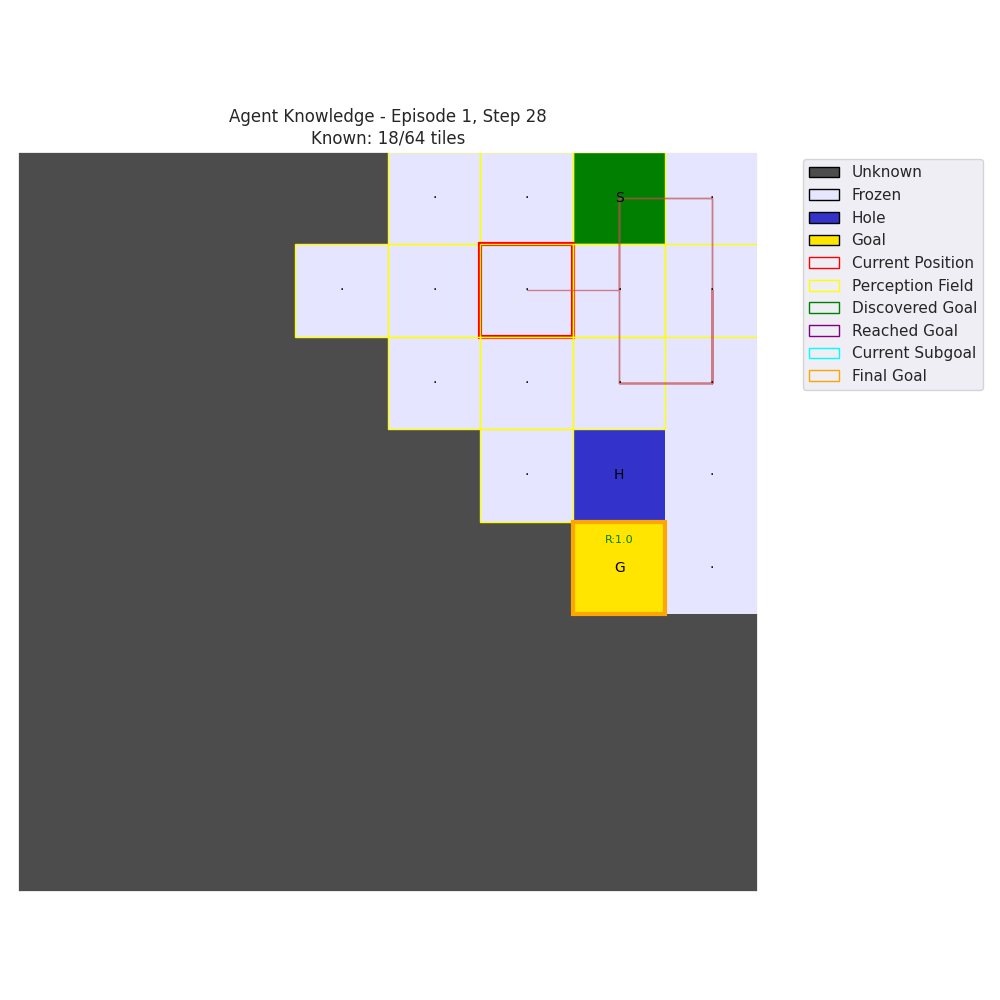 Agent Knowledge - Episode 1, Step 28
Known: 18/64 tiles
S
H
R:1.0
G
Unknown
Frozen
Hole
Goal
Current Position
Perception Field
Discovered Goal
Reached Goal
Current Subgoal
Final Goal